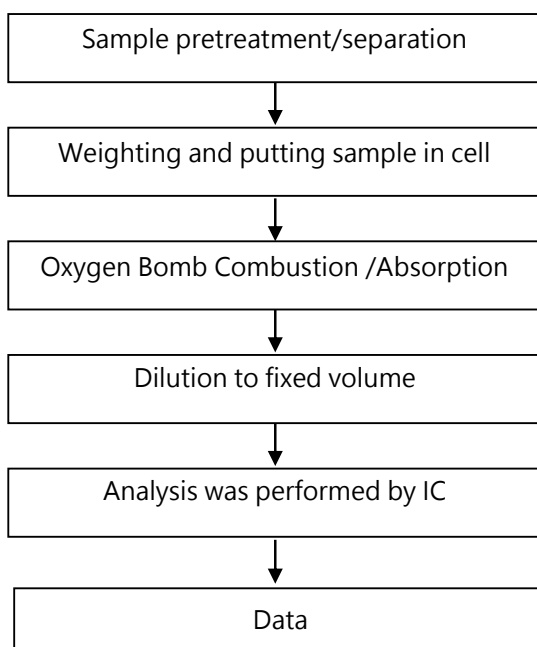 Sample pretreatment/separation
Weighting and putting sample in cell
Oxygen Bomb Combustion /Absorption
Dilution to fixed volume
Analysis was performed by IC
Data